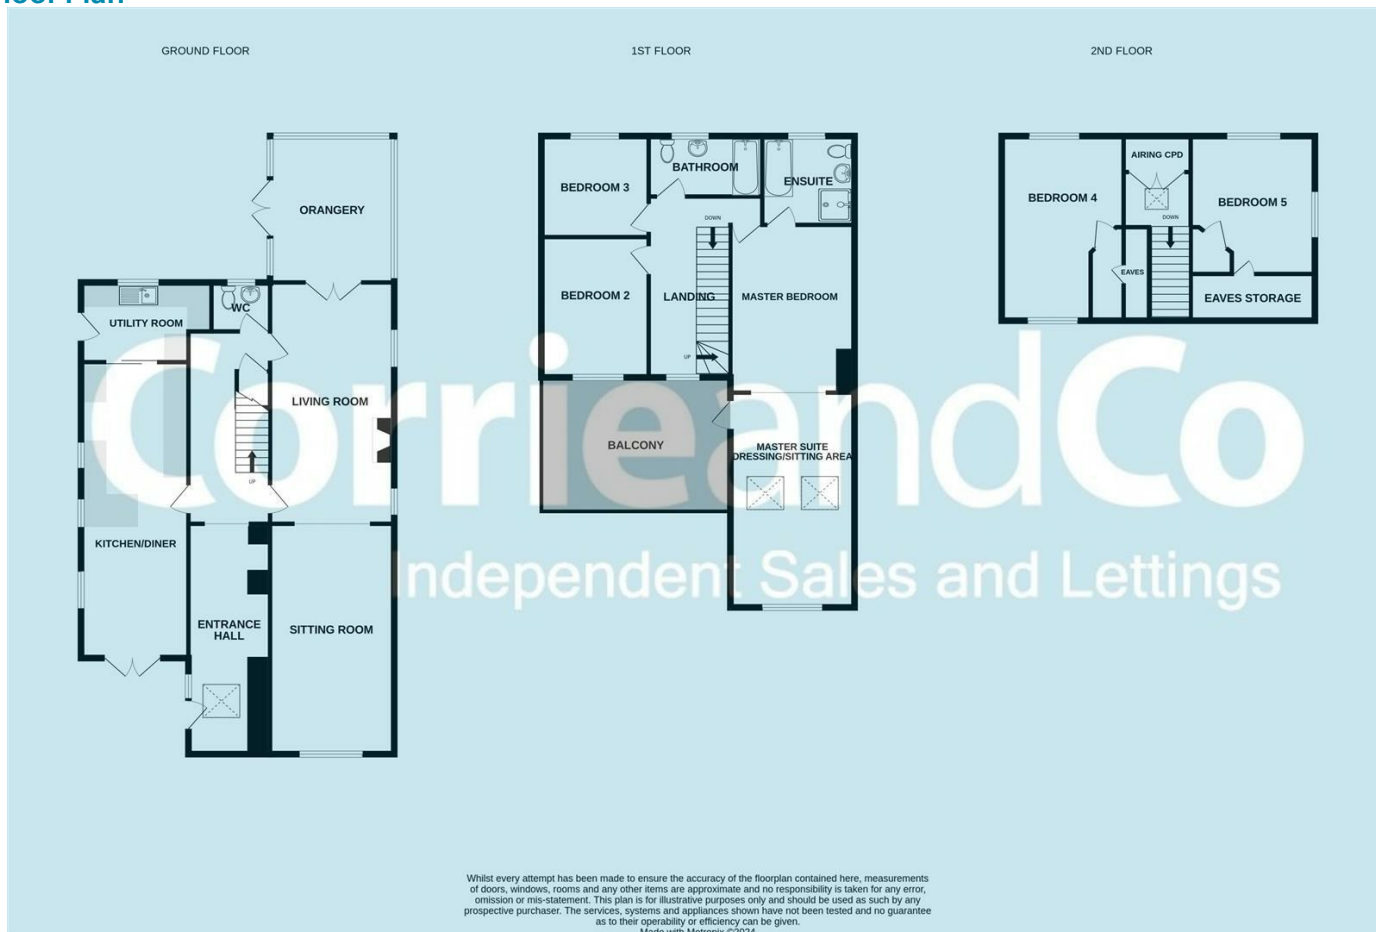 Floor Plan
GROUND FLOOR
ORANGERY
UTILITY ROOM
WC
LIVING ROOM
UP
KITCHEN/DINER
ENTRANCE
HALL
SITTING ROOM
1ST FLOOR
BEDROOM 3
BATHROOM
ENSUITE
DOWN
BEDROOM 2
LANDING
MASTER BEDROOM
UP
BALCONY
MASTER SUITE
DRESSING/SITTING AREA
2ND FLOOR
AIRING CPD
BEDROOM 4
BEDROOM 5
DOWN
EAVES
EAVES STORAGE
CorrieandCo
Independent Sales and Lettings
Whilst every attempt has been made to ensure the accuracy of the floorplan contained here, measurements
of doors, windows, rooms and any other items are approximate and no responsibility is taken for any error,
omission or mis-statement. This plan is for illustrative purposes only and should be used as such by any
prospective purchaser. The services, systems and appliances shown have not been tested and no guarantee
as to their operability or efficiency can be given.
Made with Metropix ©2024